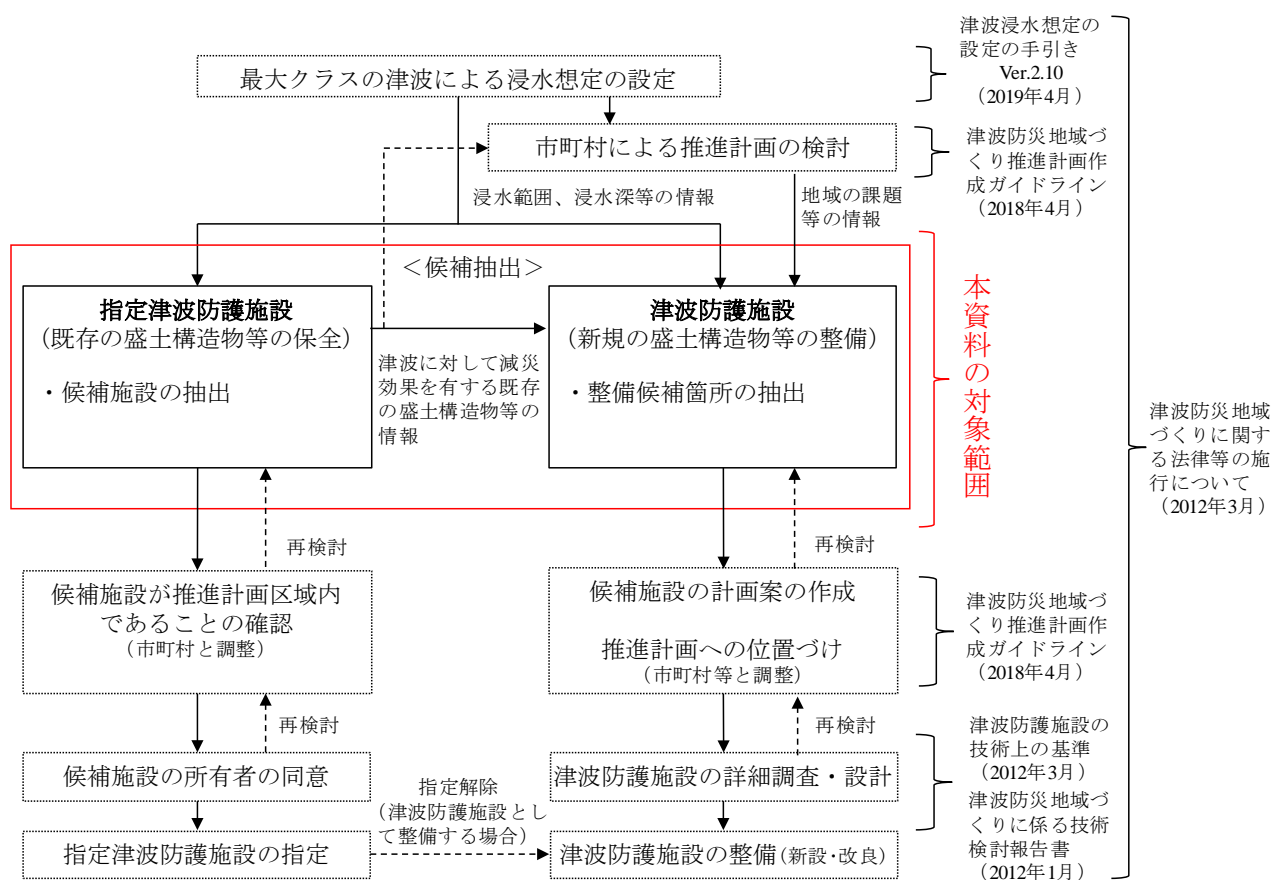 最大クラスの津波による浸水想定の設定
津波浸水想定の
設定の手引き
Ver.2.10
（2019年4月）
市町村による推進計画の検討
津波防災地域づ
くり推進計画作
成ガイドライン
（2018年4月）
浸水範囲、浸水深等の情報
地域の課題
等の情報
＜候補抽出＞
指定津波防護施設
（既存の盛土構造物等の保全）
・候補施設の抽出
津波に対して減災
効果を有する既存
の盛土構造物等の
情報
津波防護施設
（新規の盛土構造物等の整備）
・整備候補箇所の抽出
本資料の対象範囲
津波防災地域
づくりに関す
る法律等の施
行について
（2012年3月）
再検討
再検討
候補施設が推進計画区域内
であることの確認
（市町村と調整）
候補施設の計画案の作成
推進計画への位置づけ
（市町村等と調整）
津波防災地域づ
くり推進計画作
成ガイドライン
（2018年4月）
再検討
再検討
候補施設の所有者の同意
津波防護施設の詳細調査・設計
津波防護施設の
技術上の基準
（2012年3月）
津波防災地域づ
くりに係る技術
検討報告書
（2012年1月）
指定解除
（津波防護施設とし
て整備する場合）
指定津波防護施設の指定
津波防護施設の整備（新設・改良）